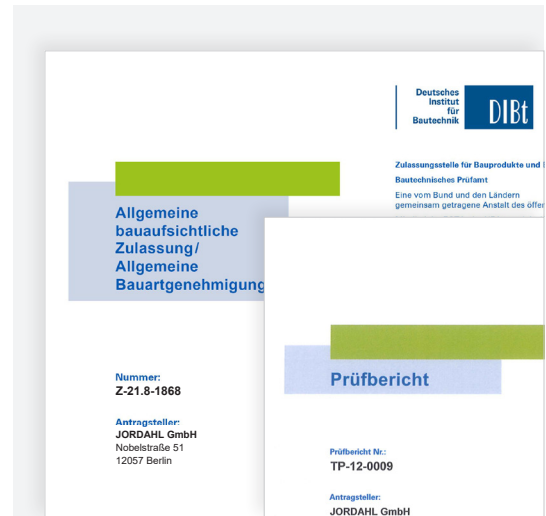 Deutsches
Institut
für
Bautechnik
DIBt
Zulassungsstelle für Bauprodukte und
Bautechnisches Prüfamt
Eine vom Bund und den Ländern
gemeinsam getragene Anstalt des öffen
Allgemeine
bauaufsichtliche
Zulassung/
Allgemeine
Bauartgenehmigung
Nummer:
Z-21.8-1868
Antragsteller:
JORDAHL GmbH
Nobelstraße 51
12057 Berlin
Prüfbericht
Prüfbericht Nr.:
TP-12-0009
Antragsteller:
JORDAHL GmbH